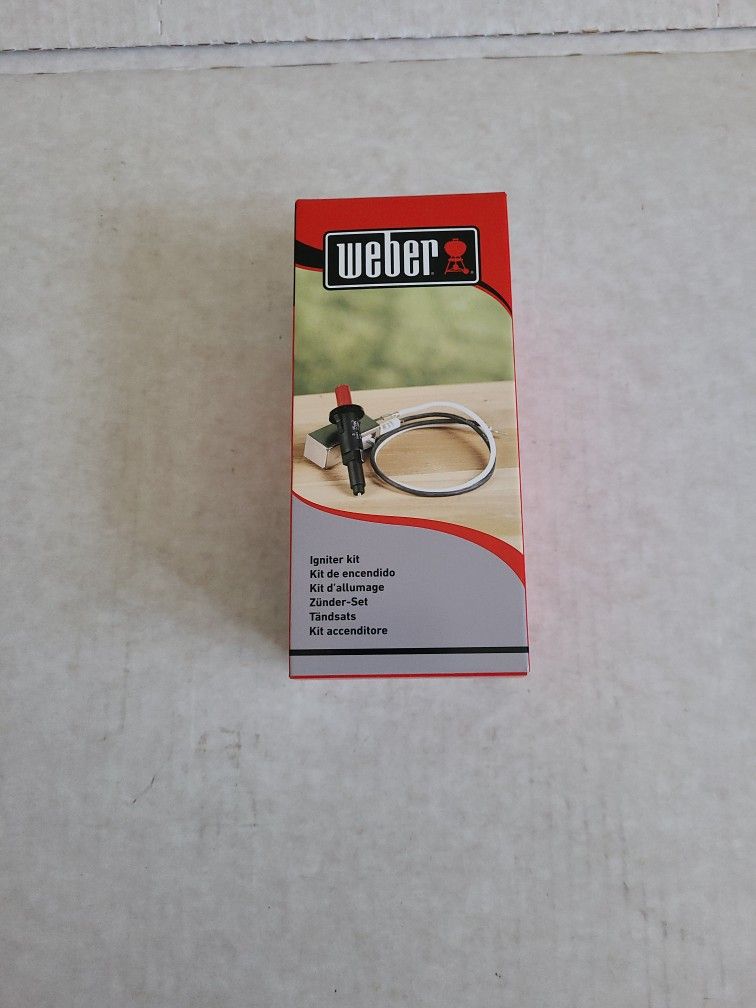 weber
Igniter kit
Kit de encendido
Kit d'allumage
Zünder-Set
Tändsats
Kit accenditore